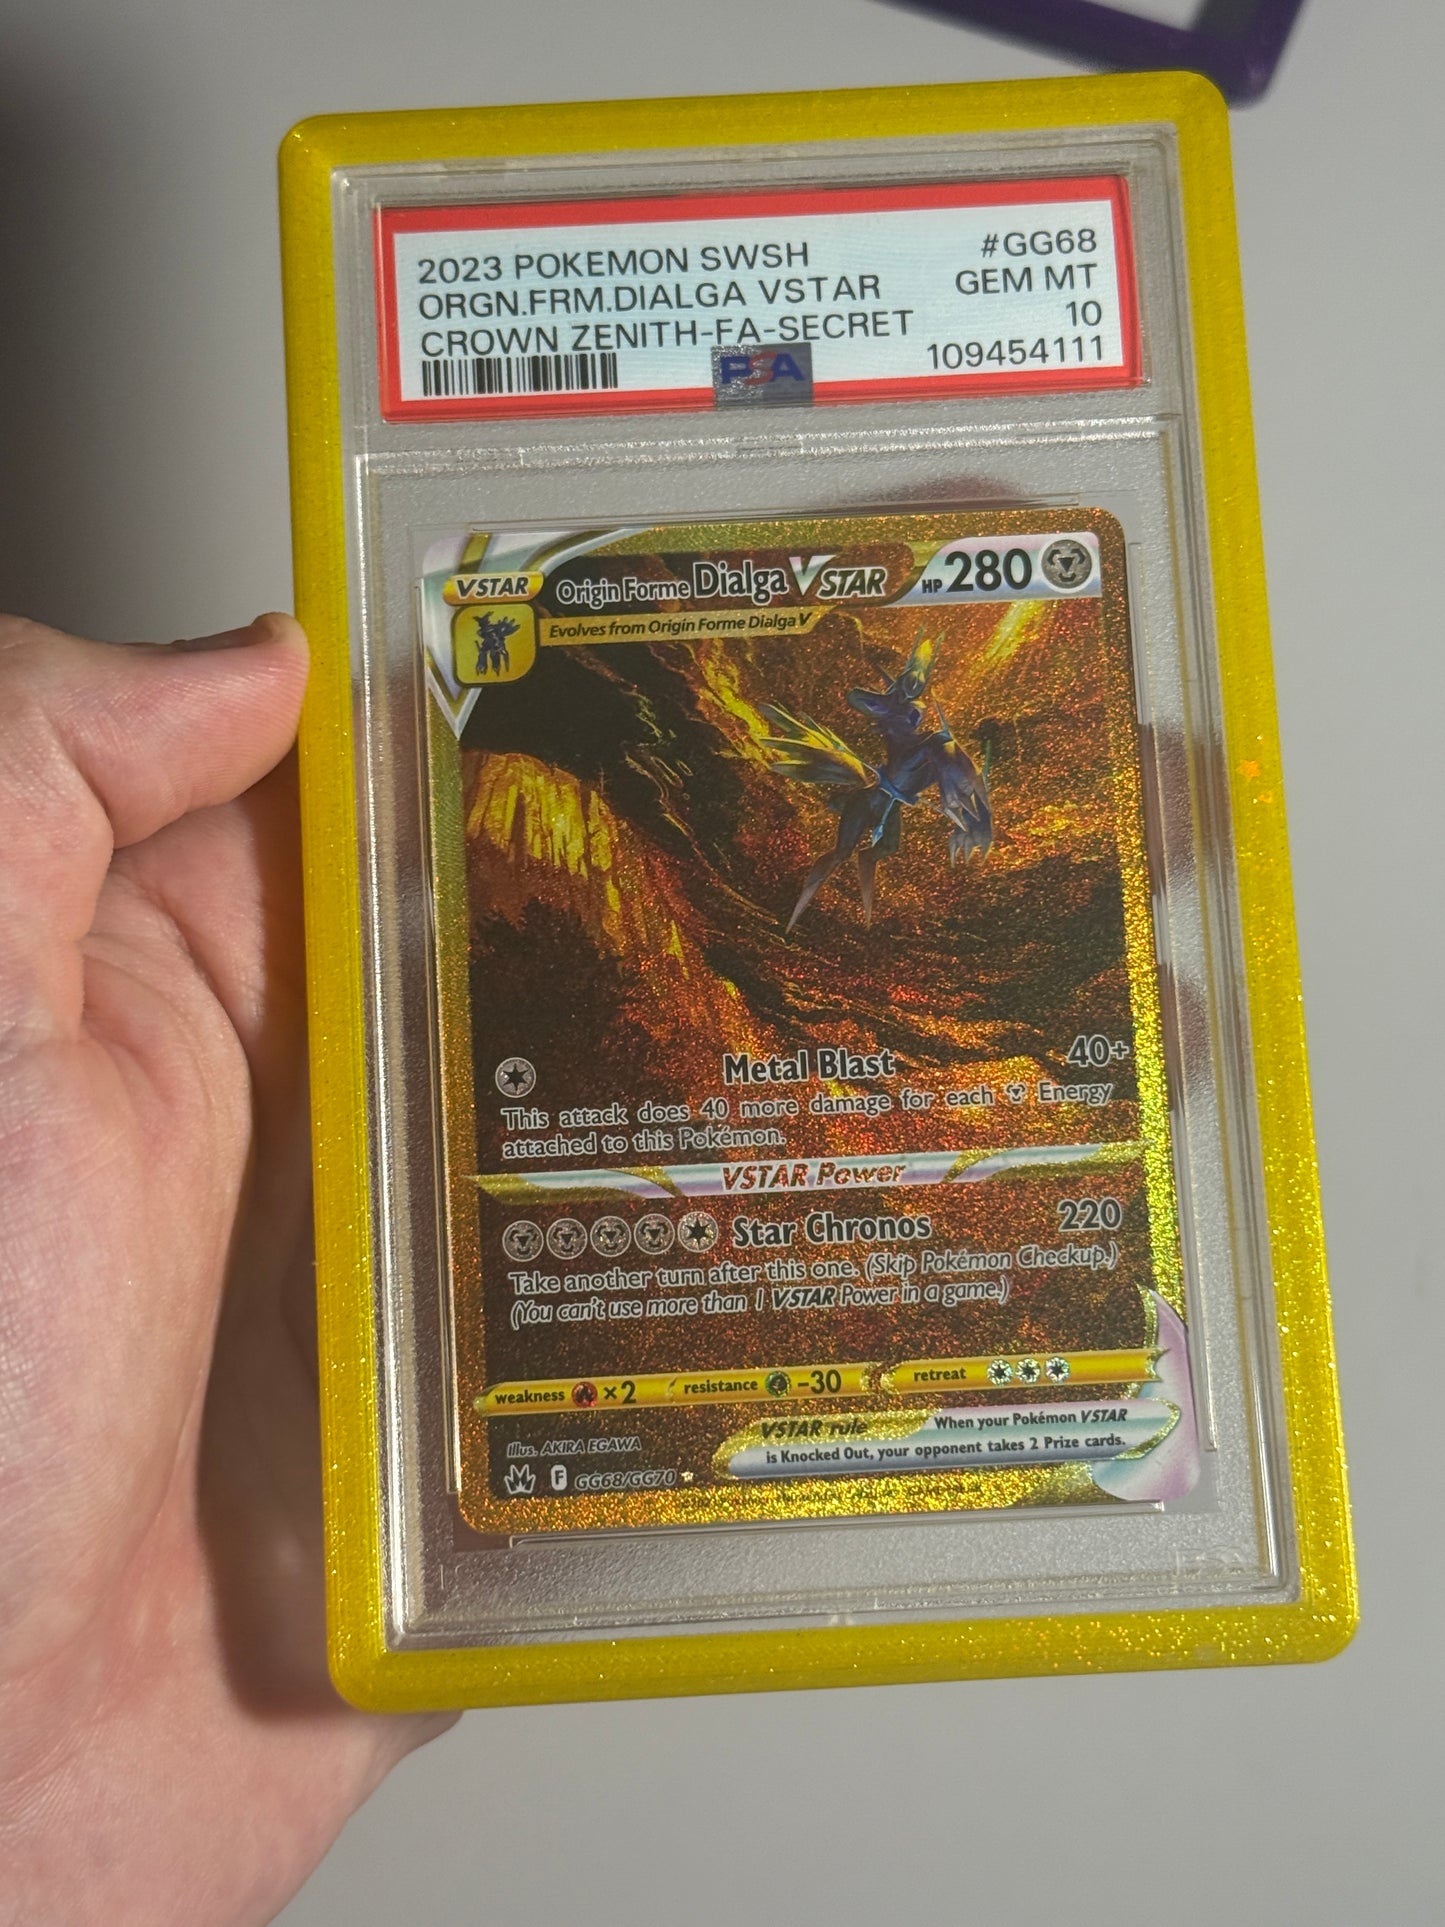 2023 POKEMON SWSH #GG68
ORGN.FRM.DIALGA VSTAR GEM MT
CROWN ZENITH-FA-SECRET 10
109454111
PSA
VSTAR Origin Forme Dialga VSTAR HP 280
Evolves from Origin Forme Dialga V
Metal Blast 40+
This attack does 40 more damage for each Energy
attached to this Pokémon.
VSTAR Power
Star Chronos 220
Take another turn after this one. (Skip Pokémon Checkup.)
(You can't use more than 1 VSTAR Power in a game.)
weakness ×2 resistance -30 retreat
VSTAR rule When your Pokémon VSTAR
is Knocked Out, your opponent takes 2 Prize cards.
Illus. AKIRA EGAWA
F GG68/GG70